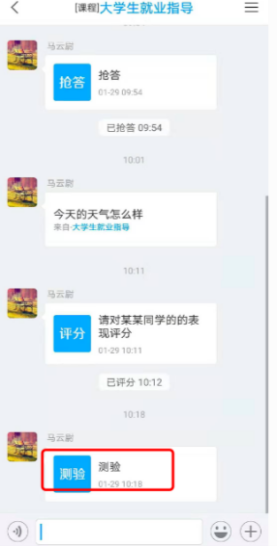 [课程]大学生就业指导
马云尉
抢答
抢答
01-29 09:54
已抢答 09:54
10:01
马云尉
今天的天气怎么样
来自·大学生就业指导
10:11
马云尉
评分
请对某某同学的的表
现评分
01-29 10:11
已评分 10:12
10:18
马云尉
测验
测验
01-29 10:18